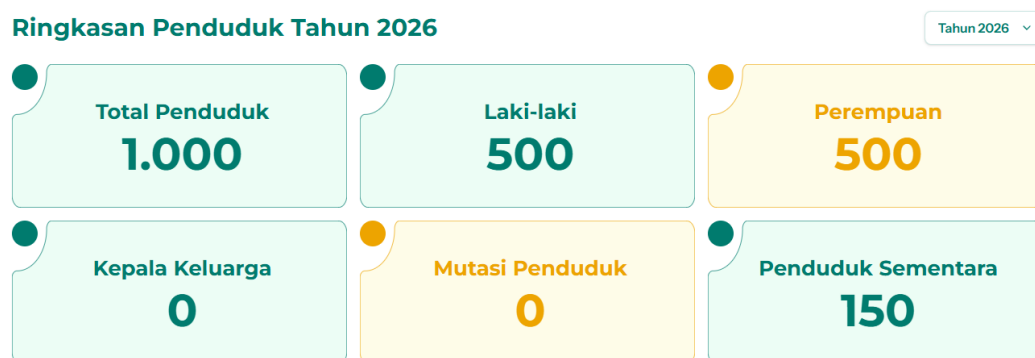 Ringkasan Penduduk Tahun 2026
Tahun 2026
Total Penduduk
1.000
Laki-laki
500
Perempuan
500
Kepala Keluarga
0
Mutasi Penduduk
0
Penduduk Sementara
150